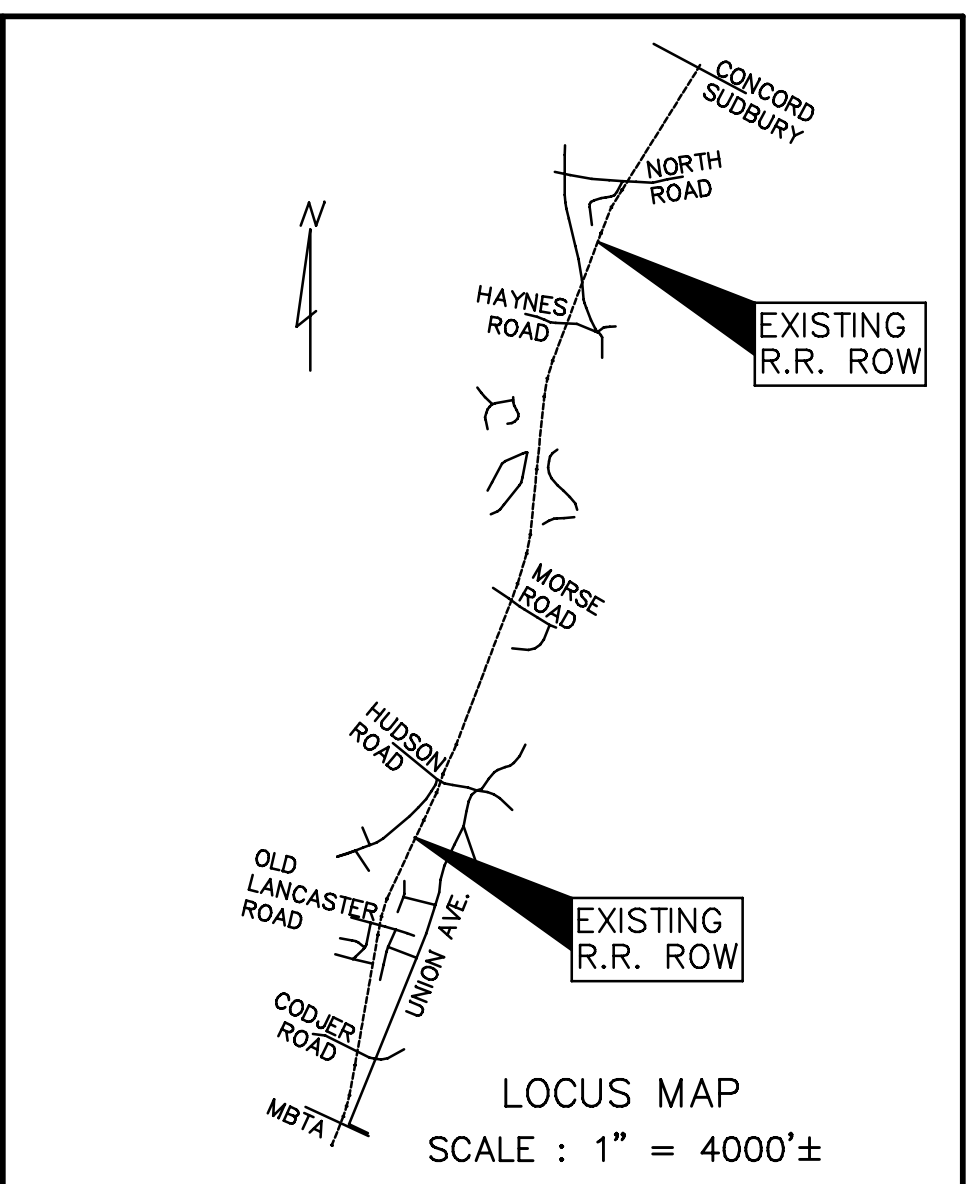 CONCORD
SUDBURY
NORTH
ROAD
N
HAYNES
ROAD
EXISTING
R.R. ROW
MORSE
ROAD
HUDSON
ROAD
OLD
LANCASTER
ROAD
UNION AVE.
EXISTING
R.R. ROW
CODJER
ROAD
MBTA
LOCUS MAP
SCALE : 1" = 4000'±